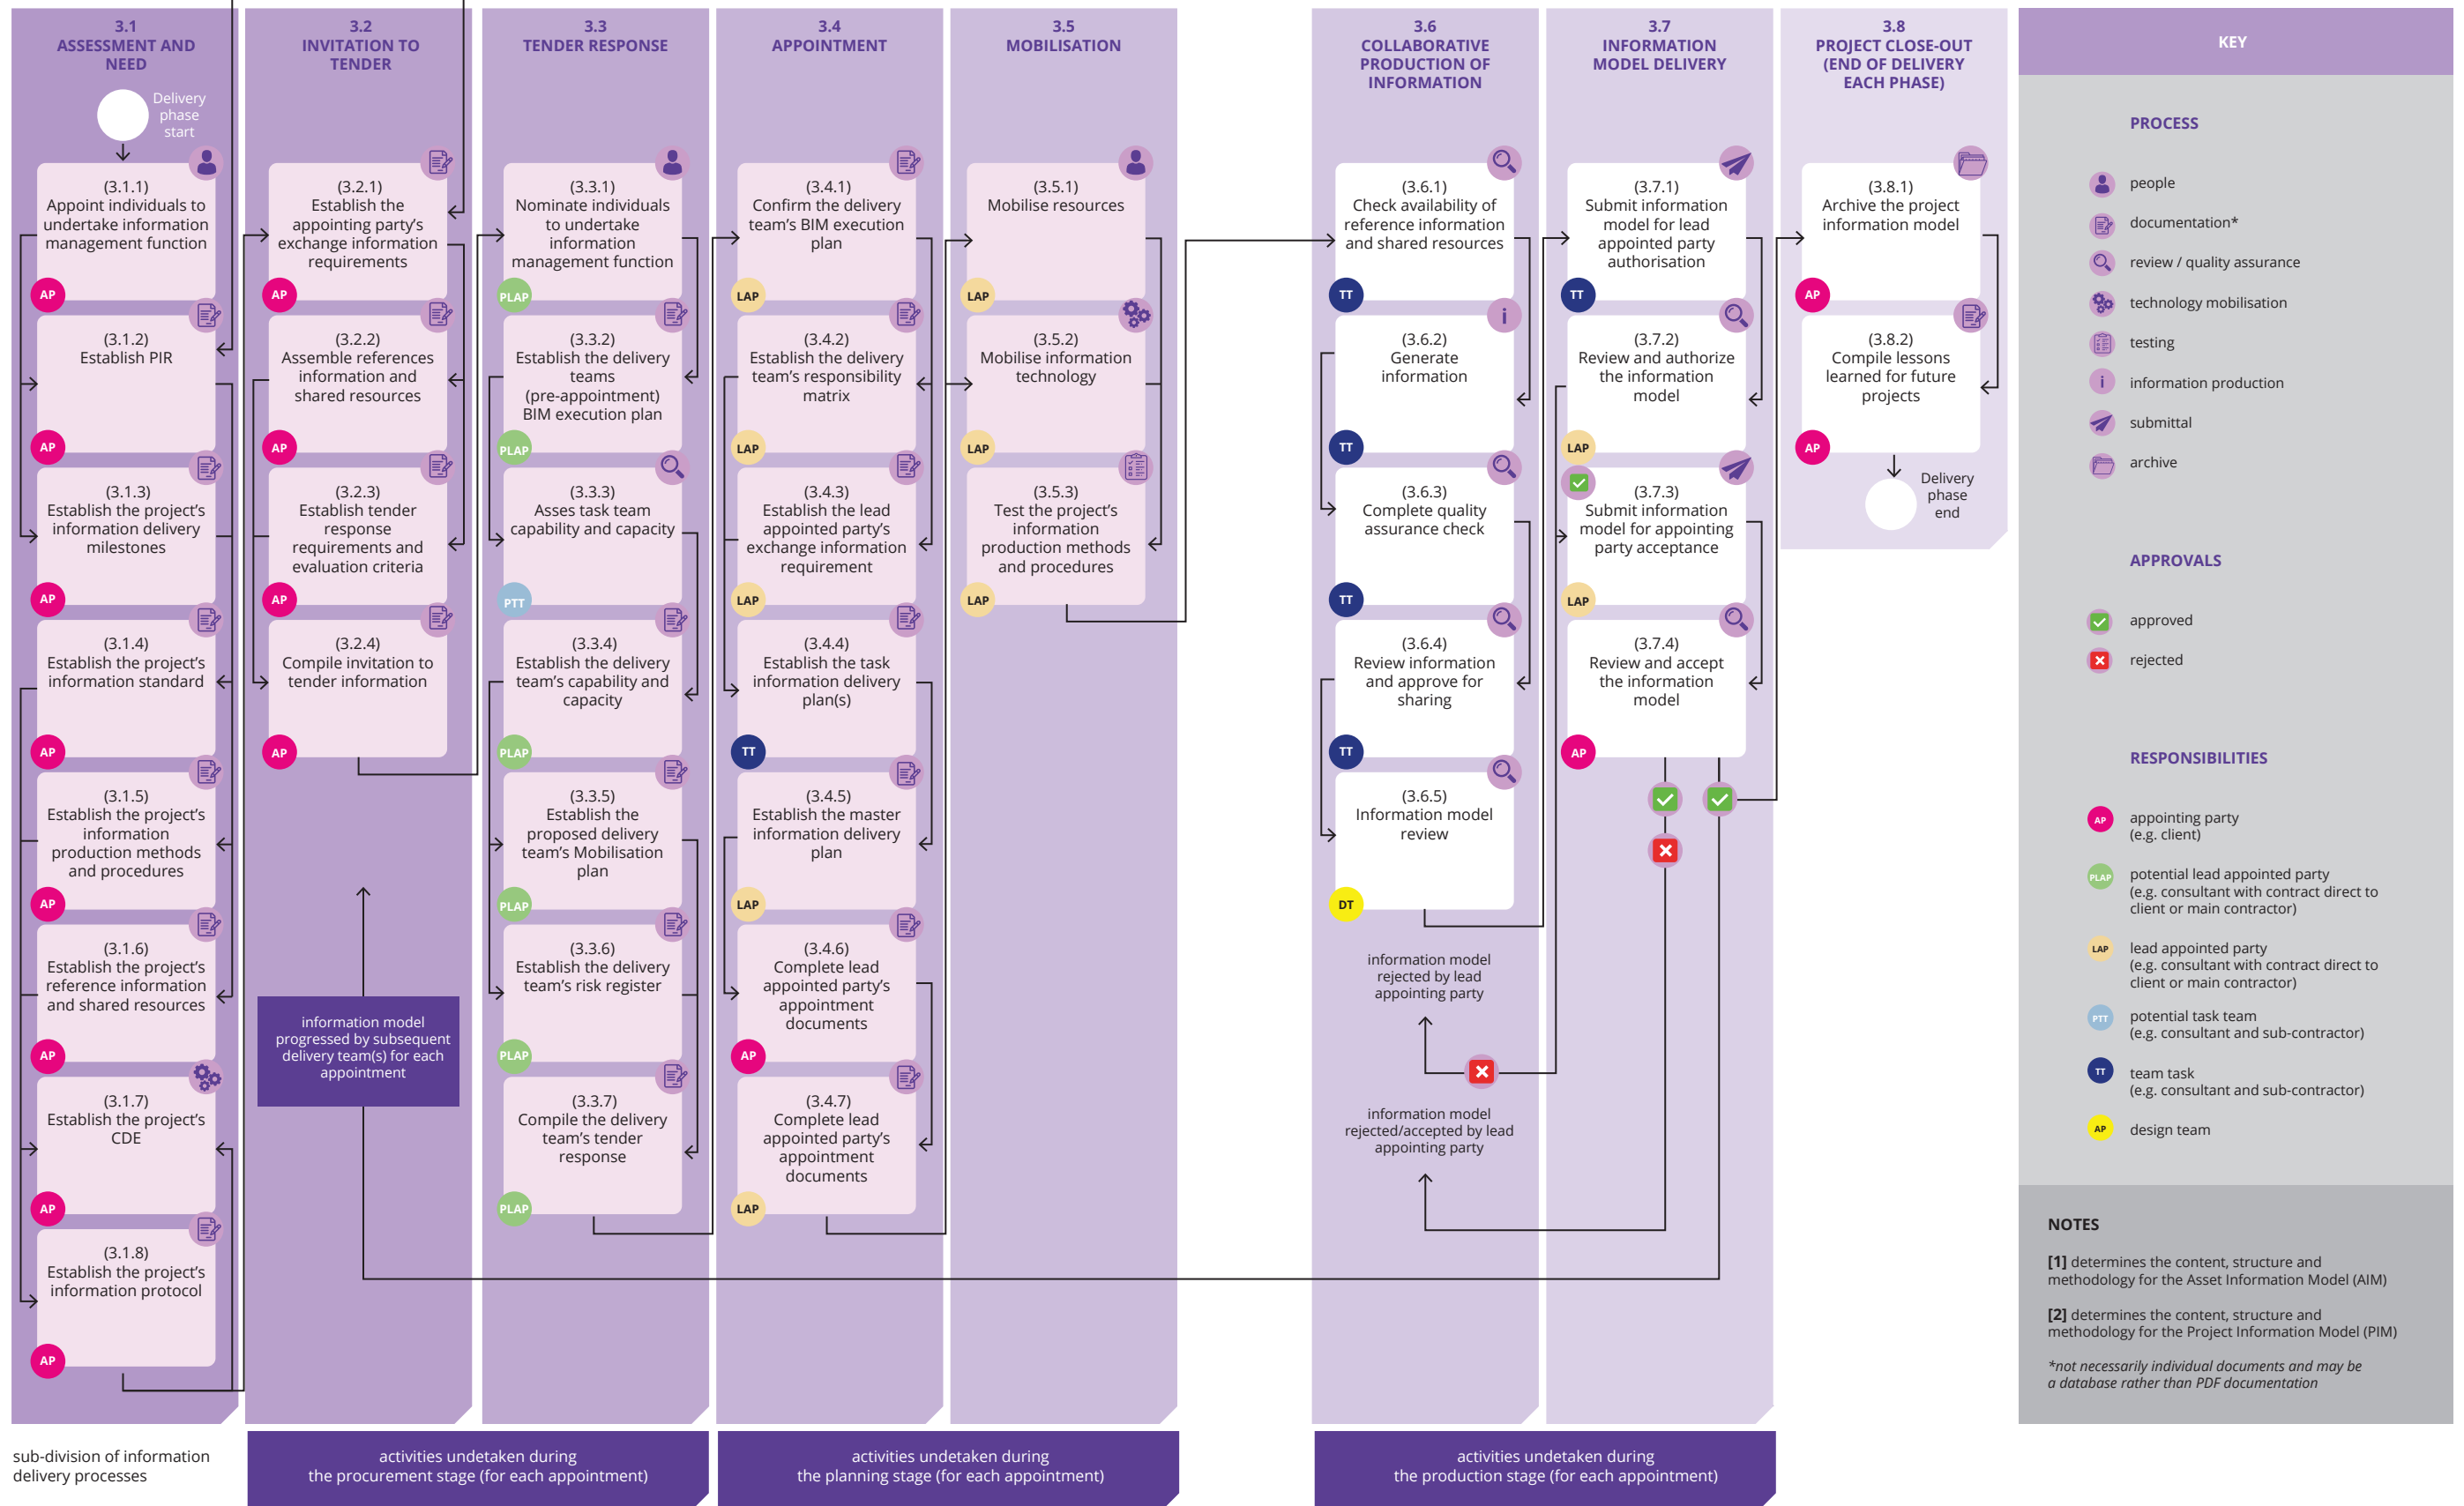 3.1
ASSESSMENT AND
NEED
Delivery
phase
start
(3.1.1)
Appoint individuals to
undertake information
management function
AP
(3.1.2)
Establish PIR
AP
(3.1.3)
Establish the project's
information delivery
milestones
AP
(3.1.4)
Establish the project's
information standard
AP
(3.1.5)
Establish the project's
information
production methods
and procedures
AP
(3.1.6)
Establish the project's
reference information
and shared resources
AP
(3.1.7)
Establish the project's
CDE
AP
(3.1.8)
Establish the project's
information protocol
AP
3.2
INVITATION TO
TENDER
(3.2.1)
Establish the
appointing party's
exchange information
requirements
AP
(3.2.2)
Assemble references
information and
shared resources
AP
(3.2.3)
Establish tender
response
requirements and
evaluation criteria
AP
(3.2.4)
Compile invitation to
tender information
AP
information model
progressed by subsequent
delivery team(s) for each
appointment
3.3
TENDER RESPONSE
(3.3.1)
Nominate individuals
to undertake
information
management function
PLAP
(3.3.2)
Establish the delivery
teams
(pre-appointment)
BIM execution plan
PLAP
(3.3.3)
Asses task team
capability and capacity
PTT
(3.3.4)
Establish the delivery
team's capability and
capacity
PLAP
(3.3.5)
Establish the
proposed delivery
team's Mobilisation
plan
PLAP
(3.3.6)
Establish the delivery
team's risk register
PLAP
(3.3.7)
Compile the delivery
team's tender
response
PLAP
3.4
APPOINTMENT
(3.4.1)
Confirm the delivery
team's BIM execution
plan
LAP
(3.4.2)
Establish the delivery
team's responsibility
matrix
LAP
(3.4.3)
Establish the lead
appointed party's
exchange information
requirement
LAP
(3.4.4)
Establish the task
information delivery
plan(s)
TT
(3.4.5)
Establish the master
information delivery
plan
LAP
(3.4.6)
Complete lead
appointed party's
appointment
documents
AP
(3.4.7)
Complete lead
appointed party's
appointment
documents
LAP
3.5
MOBILISATION
(3.5.1)
Mobilise resources
LAP
(3.5.2)
Mobilise information
technology
LAP
(3.5.3)
Test the project's
information
production methods
and procedures
LAP
3.6
COLLABORATIVE
PRODUCTION OF
INFORMATION
(3.6.1)
Check availability of
reference information
and shared resources
TT
i
(3.6.2)
Generate
information
TT
(3.6.3)
Complete quality
assurance check
TT
(3.6.4)
Review information
and approve for
sharing
TT
(3.6.5)
Information model
review
DT
information model
rejected by lead
appointing party
information model
rejected/accepted by lead
appointing party
3.7
INFORMATION
MODEL DELIVERY
(3.7.1)
Submit information
model for lead
appointed party
authorisation
TT
(3.7.2)
Review and authorize
the information
model
LAP
(3.7.3)
Submit information
model for appointing
party acceptance
LAP
(3.7.4)
Review and accept
the information
model
AP
3.8
PROJECT CLOSE-OUT
(END OF DELIVERY
EACH PHASE)
(3.8.1)
Archive the project
information model
AP
(3.8.2)
Compile lessons
learned for future
projects
AP
Delivery
phase
end
KEY
PROCESS
people
documentation*
review / quality assurance
technology mobilisation
testing
i
information production
submittal
archive
APPROVALS
approved
rejected
RESPONSIBILITIES
AP
appointing party
(e.g. client)
PLAP
potential lead appointed party
(e.g. consultant with contract direct to
client or main contractor)
LAP
lead appointed party
(e.g. consultant with contract direct to
client or main contractor)
PTT
potential task team
(e.g. consultant and sub-contractor)
TT
team task
(e.g. consultant and sub-contractor)
AP
design team
NOTES
[1] determines the content, structure and
methodology for the Asset Information Model (AIM)
[2] determines the content, structure and
methodology for the Project Information Model (PIM)
*not necessarily individual documents and may be
a database rather than PDF documentation
sub-division of information
delivery processes
activities undetaken during
the procurement stage (for each appointment)
activities undetaken during
the planning stage (for each appointment)
activities undetaken during
the production stage (for each appointment)